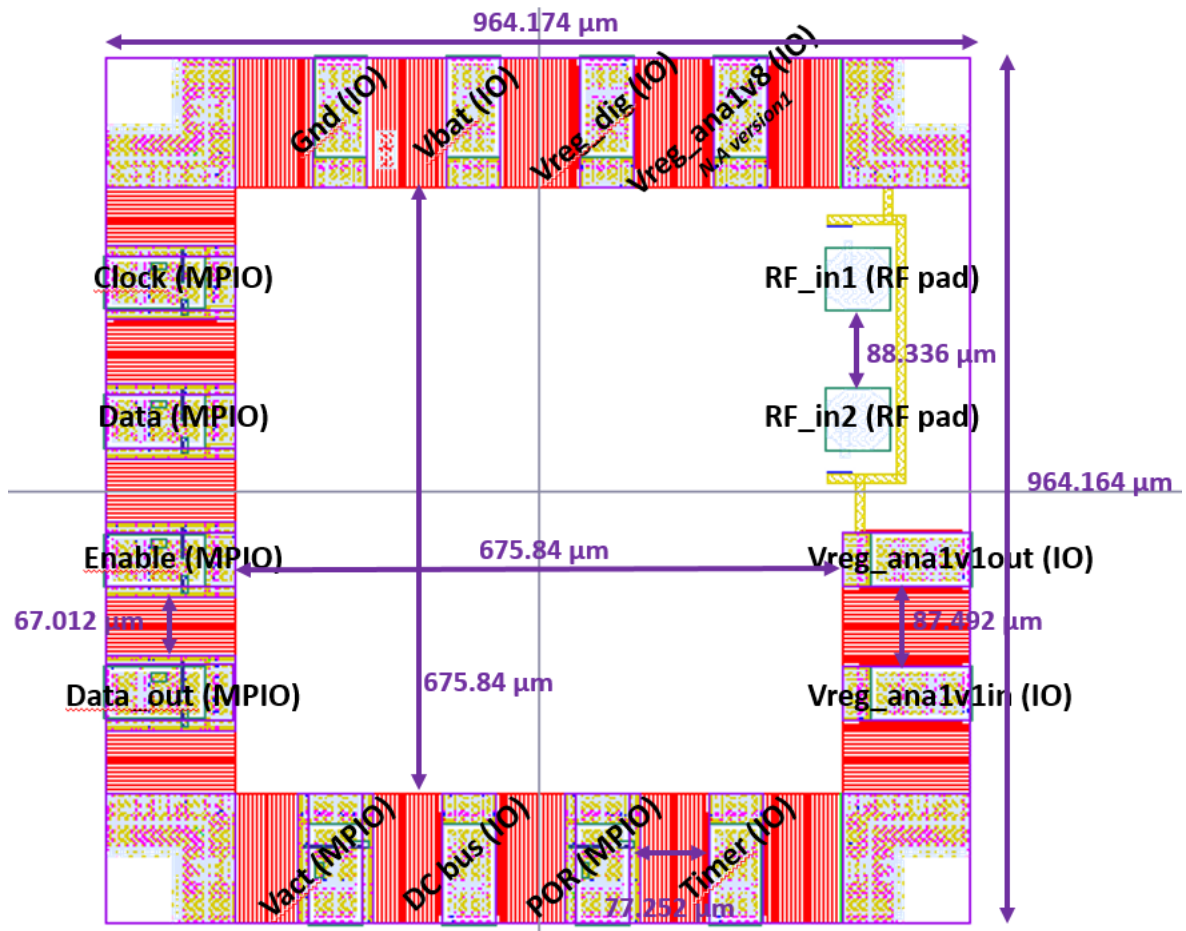 964.174 µm
Gnd (IO)
Vbat (IO)
Vreg_dig (IO)
Vreg_ana1v8 (IO)
N.A version1
Clock (MPIO)
RF_in1 (RF pad)
88.336 µm
Data (MPIO)
RF_in2 (RF pad)
964.164 µm
Enable (MPIO)
675.84 µm
Vreg_ana1v1out (IO)
67.012 µm
87.492 µm
Data_out (MPIO)
675.84 µm
Vreg_ana1v1in (IO)
Vact (MPIO)
DC bus (IO)
POR (MPIO)
Timer (IO)
77.252 µm